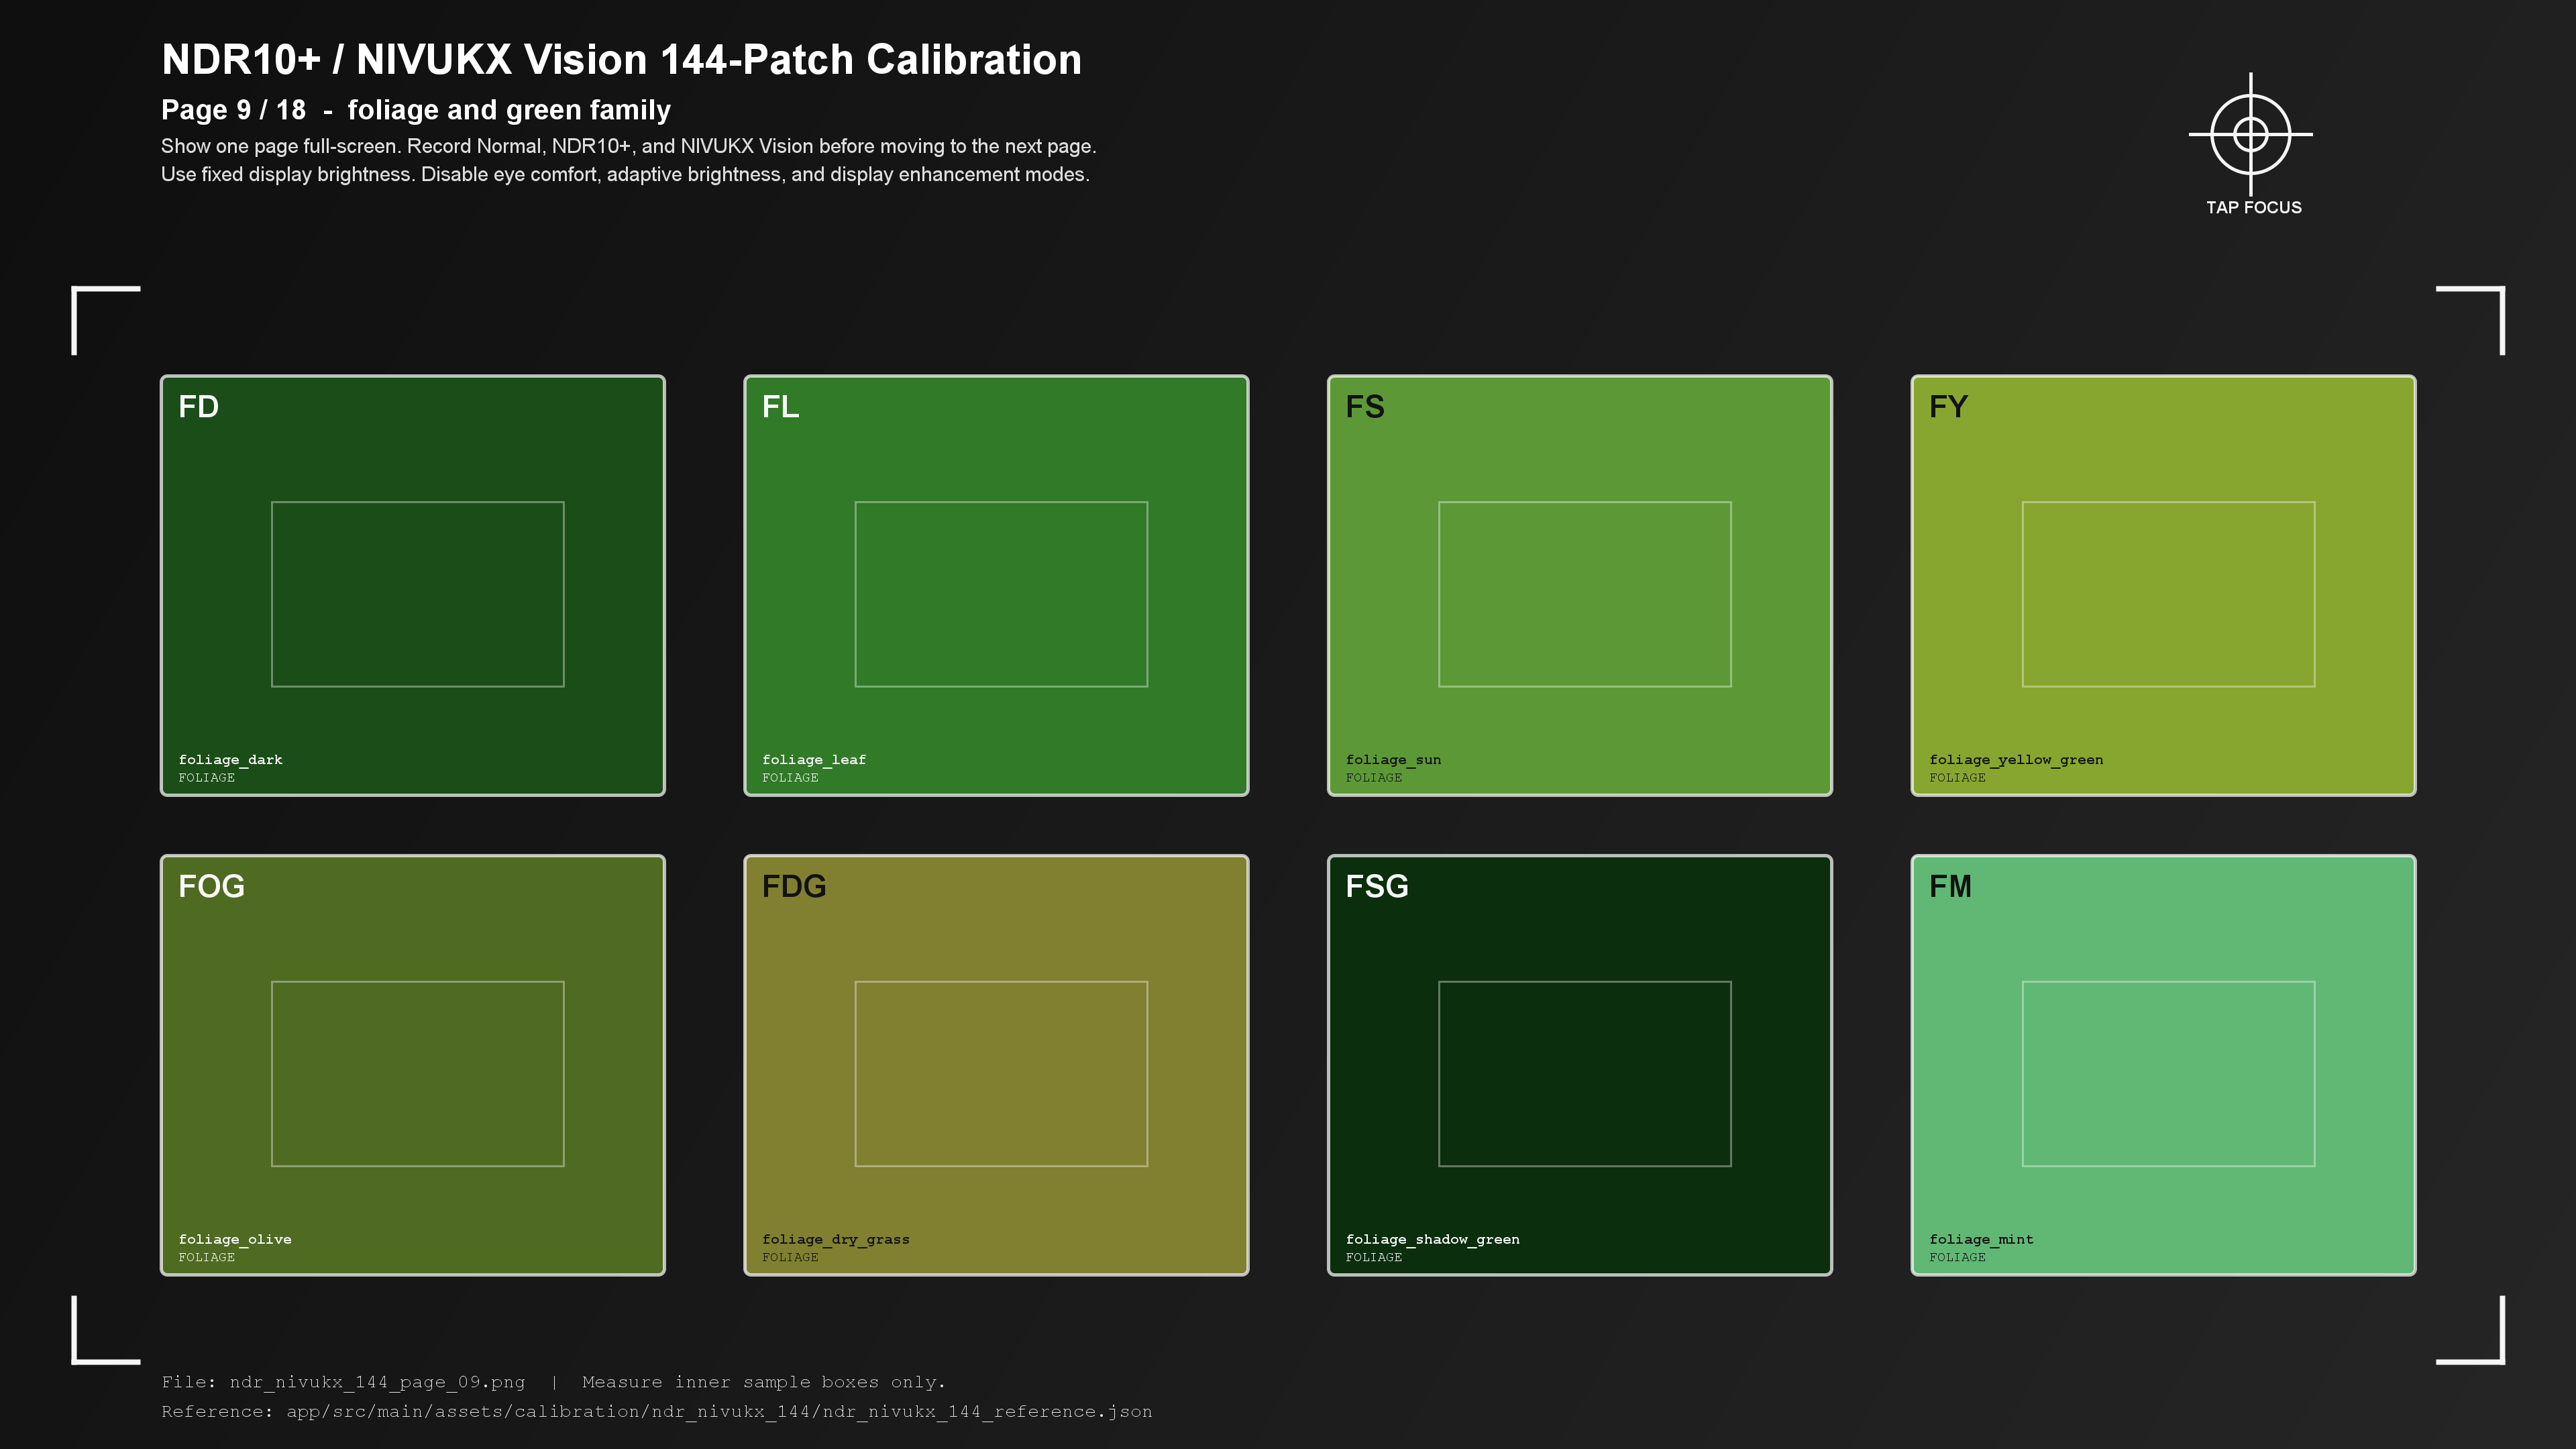 NDR10+ / NIVUKX Vision 144-Patch Calibration
Page 9 / 18 - foliage and green family
Show one page full-screen. Record Normal, NDR10+, and NIVUKX Vision before moving to the next page.
Use fixed display brightness. Disable eye comfort, adaptive brightness, and display enhancement modes.
TAP FOCUS
FD
foliage_dark
FOLIAGE
FL
foliage_leaf
FOLIAGE
FS
foliage_sun
FOLIAGE
FY
foliage_yellow_green
FOLIAGE
FOG
foliage_olive
FOLIAGE
FDG
foliage_dry_grass
FOLIAGE
FSG
foliage_shadow_green
FOLIAGE
FM
foliage_mint
FOLIAGE
File: ndr_nivukx_144_page_09.png | Measure inner sample boxes only.
Reference: app/src/main/assets/calibration/ndr_nivukx_144/ndr_nivukx_144_reference.json